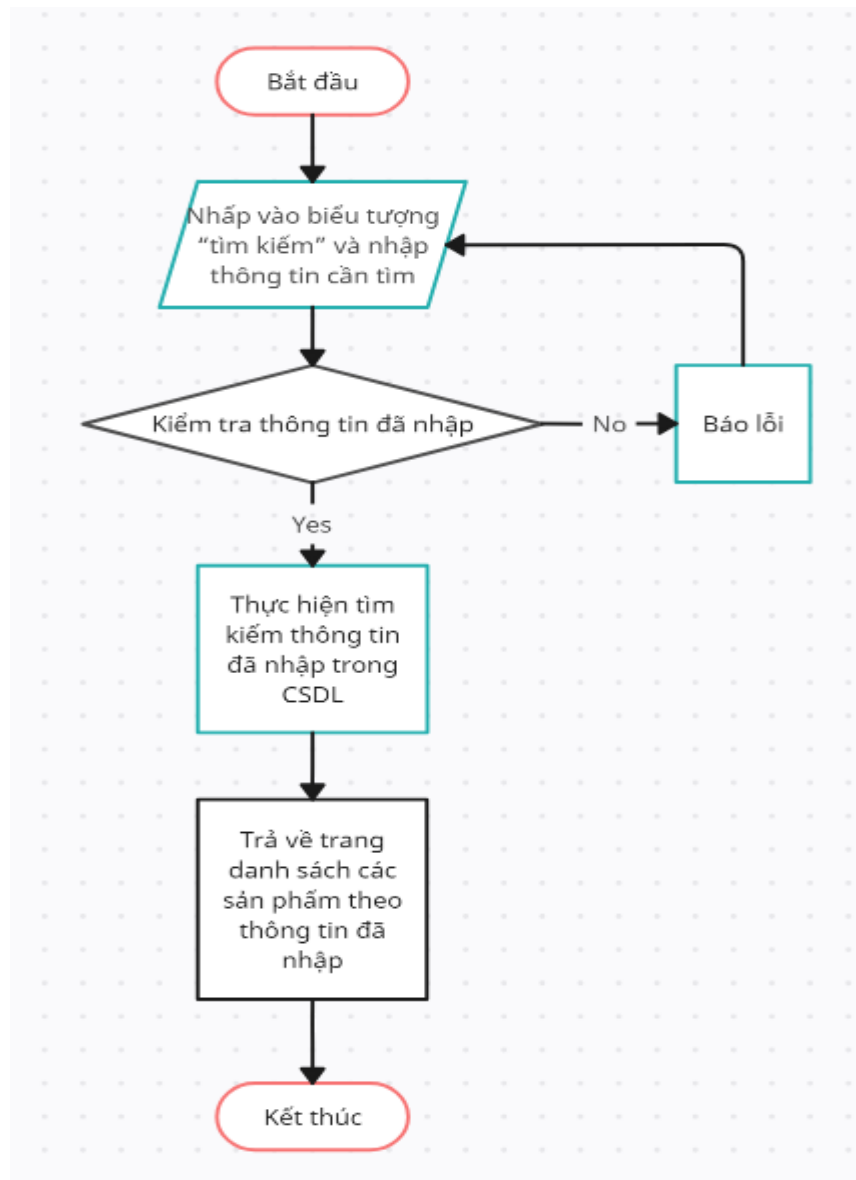 Bắt đầu
Nhấp vào biểu tượng
“tìm kiếm” và nhập
thông tin cần tìm
Kiểm tra thông tin đã nhập
No
Báo lỗi
Yes
Thực hiện tìm
kiếm thông tin
đã nhập trong
CSDL
Trả về trang
danh sách các
sản phẩm theo
thông tin đã
nhập
Kết thúc